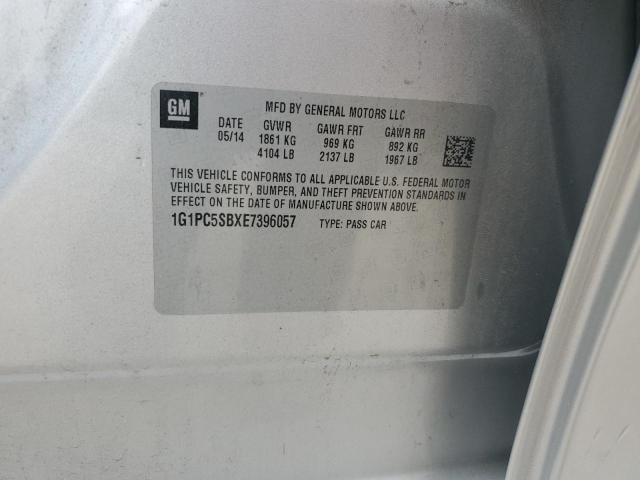 GM
MFD BY GENERAL MOTORS LLC
DATE GVWR GAWR FRT GAWR RR
05/14 1861 KG 969 KG 892 KG
4104 LB 2137 LB 1967 LB
THIS VEHICLE CONFORMS TO ALL APPLICABLE U.S. FEDERAL MOTOR
VEHICLE SAFETY, BUMPER, AND THEFT PREVENTION STANDARDS IN
EFFECT ON THE DATE OF MANUFACTURE SHOWN ABOVE.
1G1PC5SBXE7396057 TYPE: PASS CAR